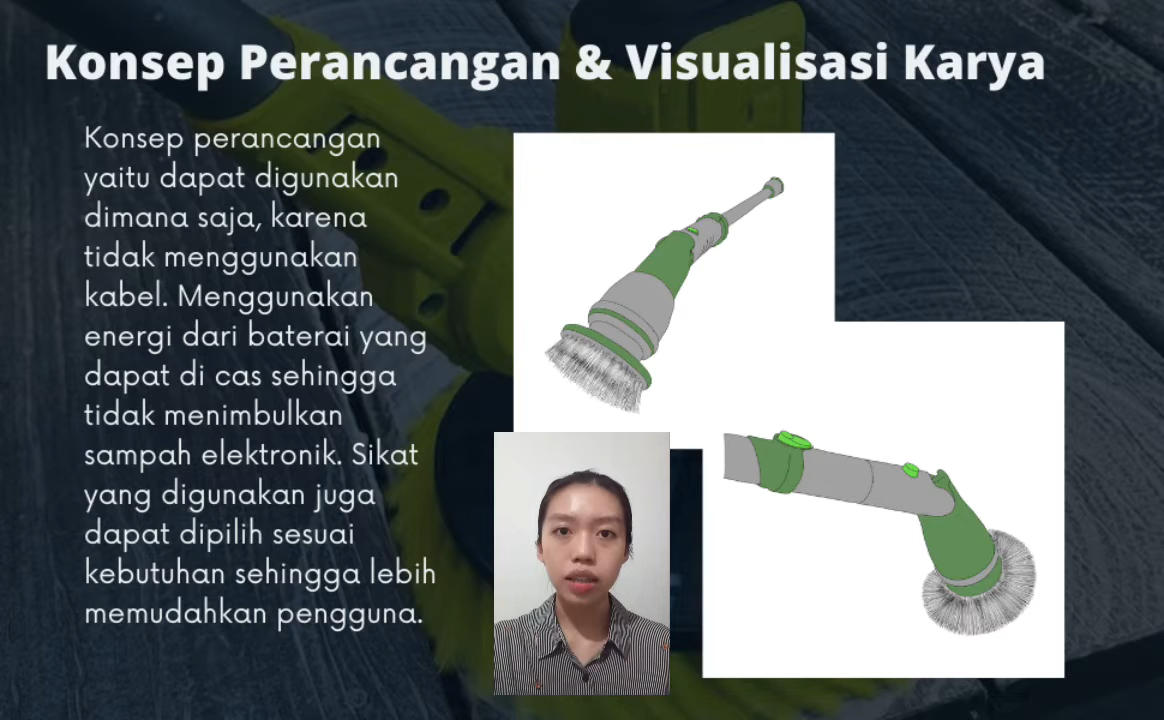 Konsep Perancangan & Visualisasi Karya
Konsep perancangan
yaitu dapat digunakan
dimana saja, karena
tidak menggunakan
kabel. Menggunakan
energi dari baterai yang
dapat di cas sehingga
tidak menimbulkan
sampah elektronik. Sikat
yang digunakan juga
dapat dipilih sesuai
kebutuhan sehingga lebih
memudahkan pengguna.